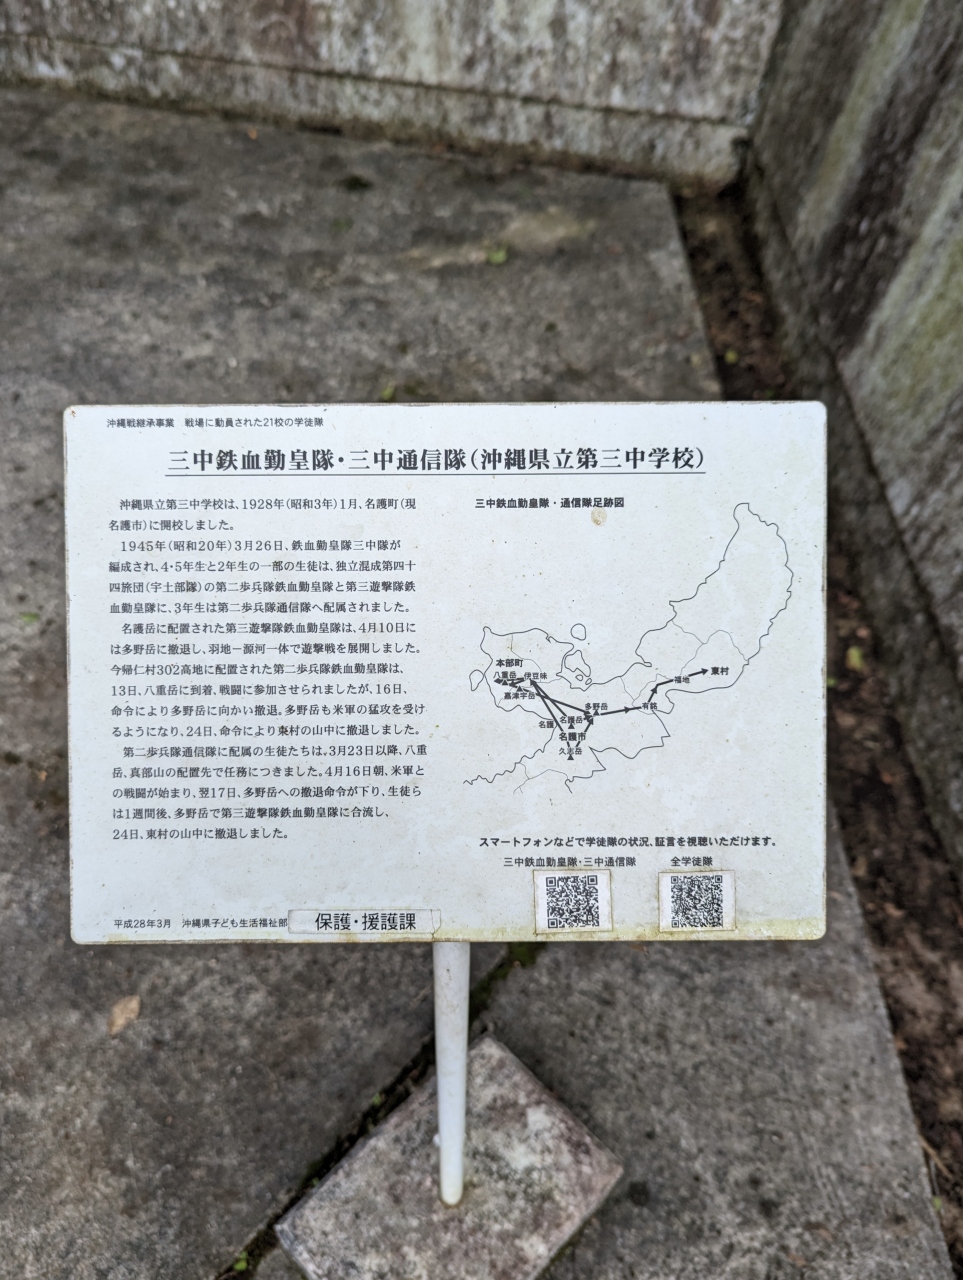 沖縄戦継承事業　戦場に動員された21校の学徒隊
三中鉄血勤皇隊・三中通信隊(沖縄県立第三中学校)
沖縄県立第三中学校は、1928年(昭和3年)1月、名護町(現
名護市)に開校しました。
1945年(昭和20年)3月26日、鉄血勤皇隊三中隊が
編成され、4・5年生と2年生の一部の生徒は、独立混成第四十
四旅団(宇土部隊)の第二歩兵隊鉄血勤皇隊と第三遊撃隊鉄
血勤皇隊に、3年生は第二歩兵隊通信隊へ配属されました。
名護岳に配置された第三遊撃隊鉄血勤皇隊は、4月10日に
は多野岳に撤退し、羽地－源河一体で遊撃戦を展開しました。
今帰仁村302高地に配置された第二歩兵隊鉄血勤皇隊は、
13日、八重岳に到着、戦闘に参加させられましたが、16日、
命令により多野岳に向かい撤退。多野岳も米軍の猛攻を受け
るようになり、24日、命令により東村の山中に撤退しました。
第二歩兵隊通信隊に配属の生徒たちは、3月23日以降、八重
岳、真部山の配置先で任務につきました。4月16日朝、米軍と
の戦闘が始まり、翌17日、多野岳への撤退命令が下り、生徒ら
は1週間後、多野岳で第三遊撃隊鉄血勤皇隊に合流し、
24日、東村の山中に撤退しました。
平成28年3月　沖縄県子ども生活福祉部 保護・援護課
三中鉄血勤皇隊・通信隊足跡図
本部町
八重岳
伊豆味
嘉津宇岳
多野岳
名護
名護岳
名護市
久志岳
有銘
福地
東村
スマートフォンなどで学徒隊の状況、証言を視聴いただけます。
三中鉄血勤皇隊・三中通信隊
全学徒隊